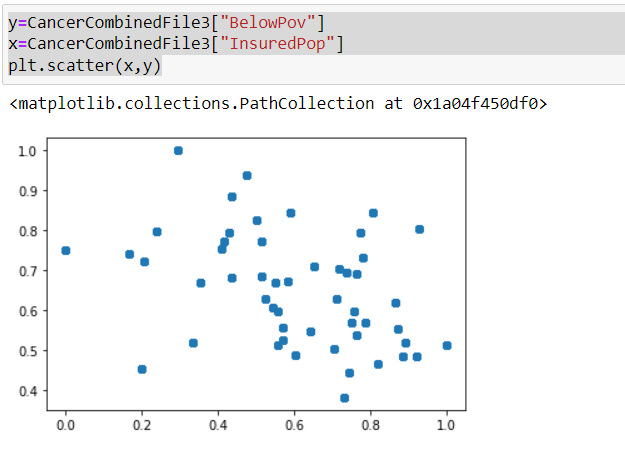 y=CancerCombinedFile3["BelowPov"]
x=CancerCombinedFile3["InsuredPop"]
plt.scatter(x,y)
<matplotlib.collections.PathCollection at 0x1a04f450df0>
1.0
0.9
0.8
0.7
0.6
0.5
0.4
0.0 0.2 0.4 0.6 0.8 1.0